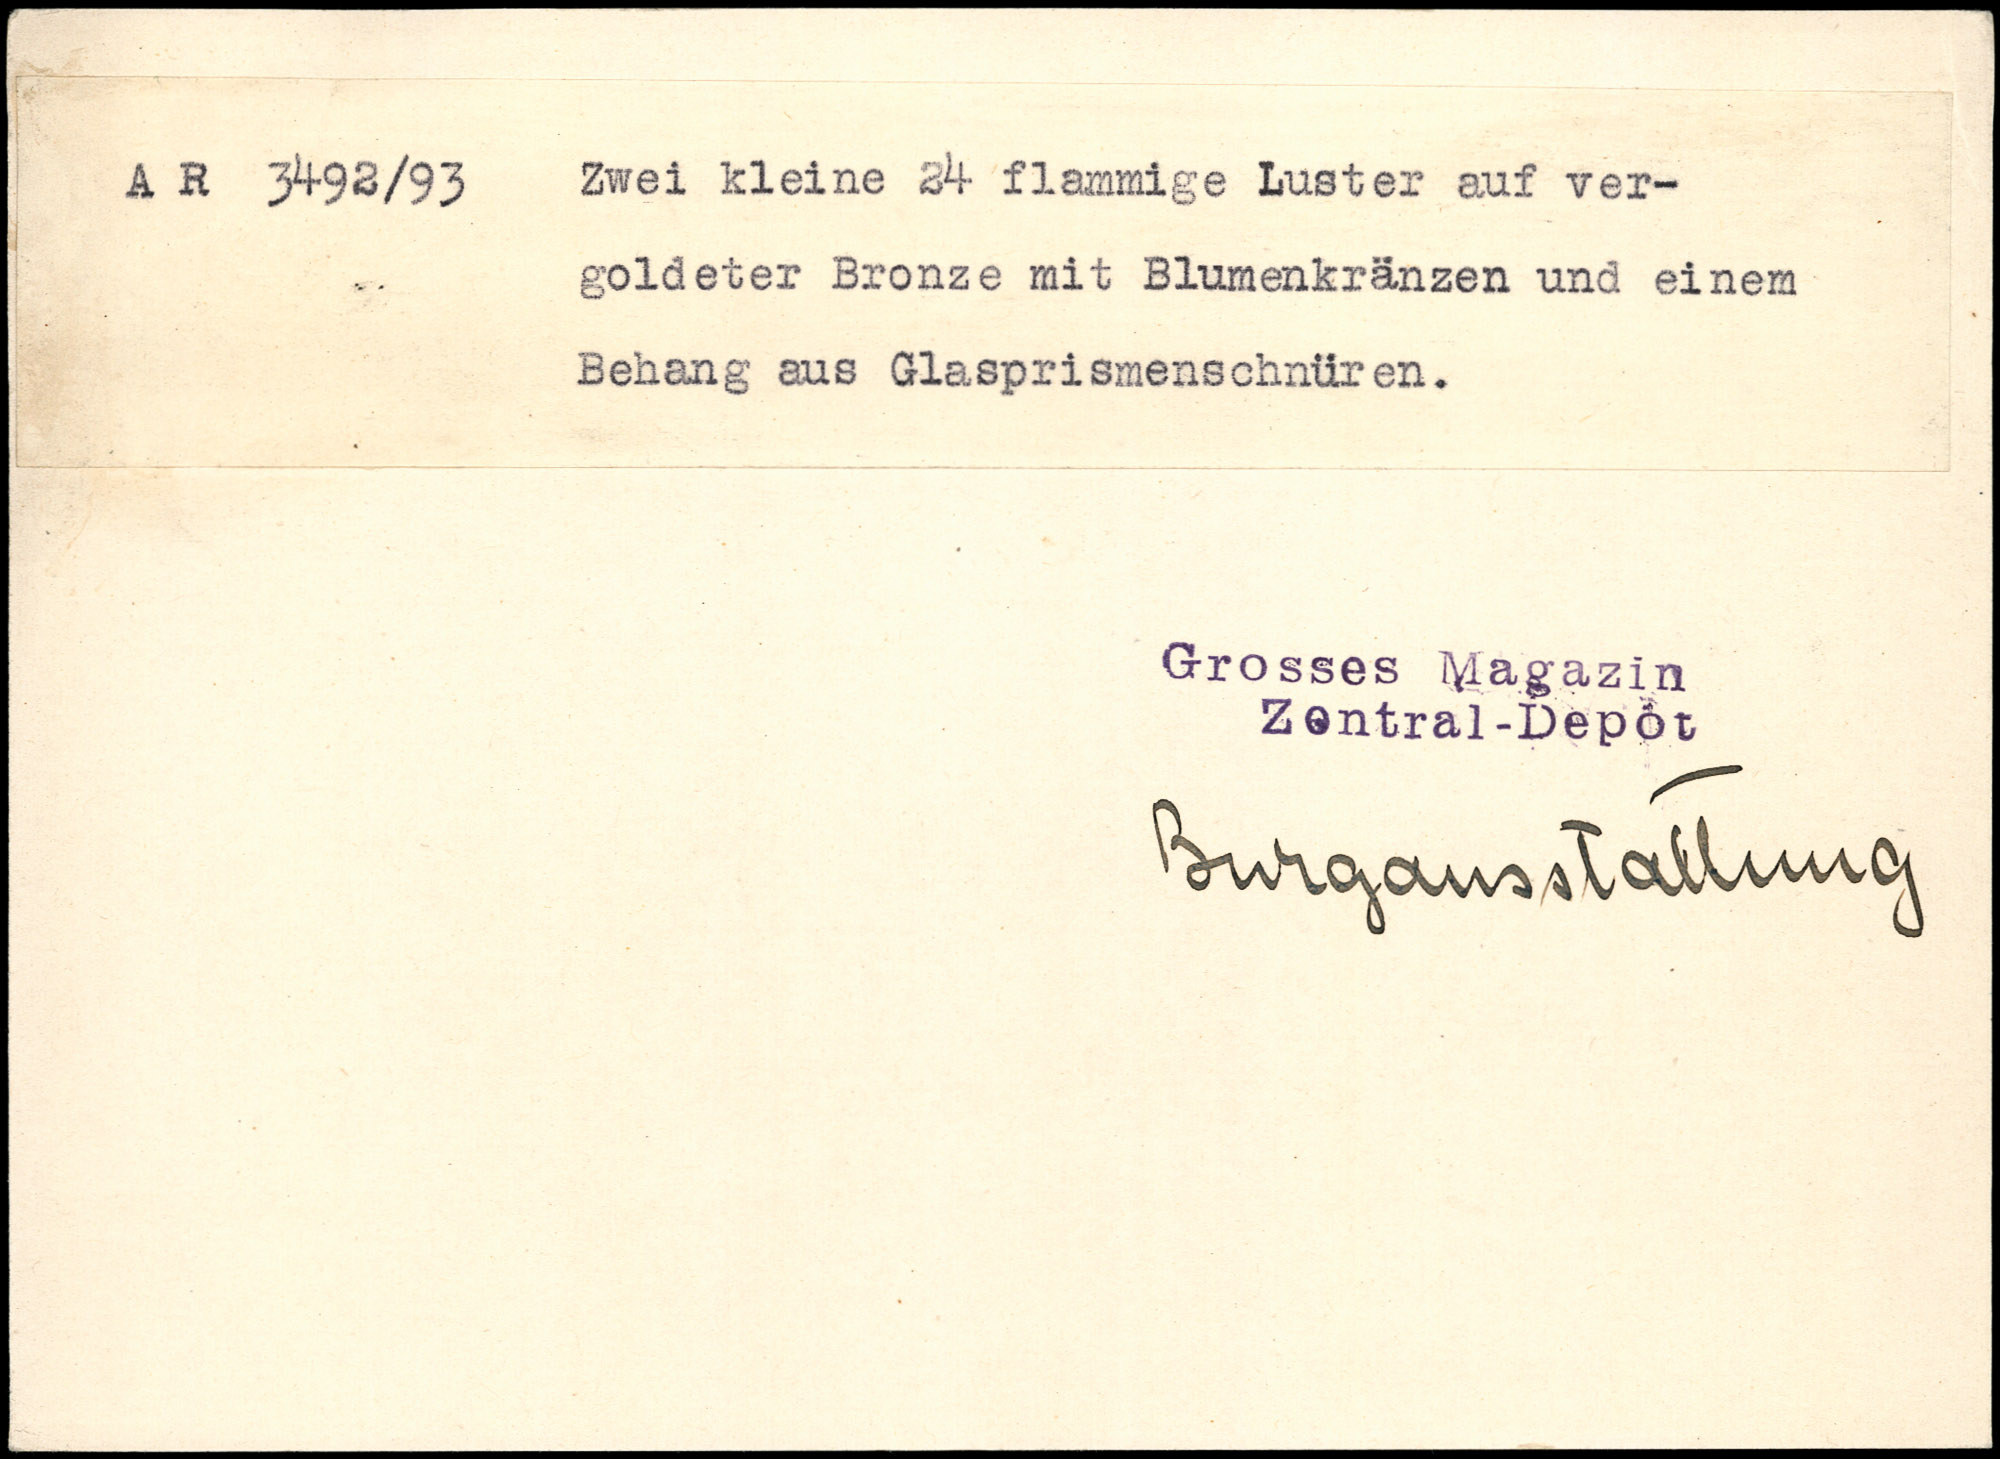 A R 3492/93 Zwei kleine 24 flammige Luster auf ver-
goldeter Bronze mit Blumenkränzen und einem
Behang aus Glasprismenschnüren.
Grosses Magazin
Zentral-Depôt
Burgausstattung